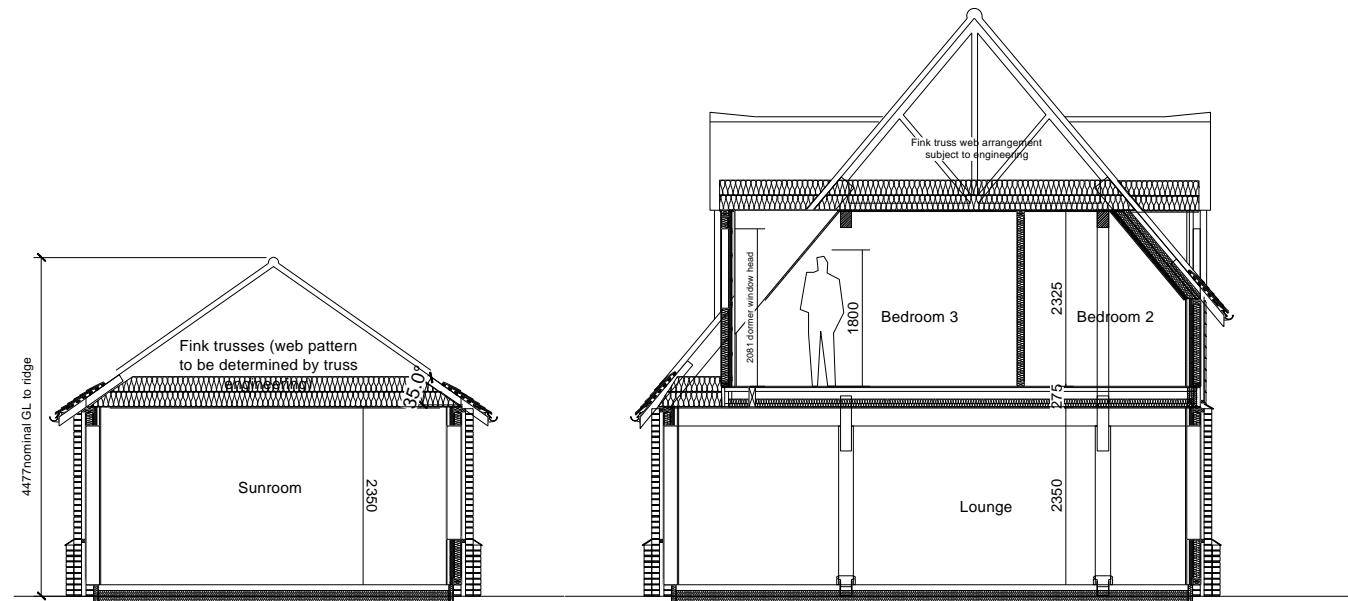 4477nominal GL to ridge
Fink trusses (web pattern
to be determined by truss
engineering)
35.0°
Sunroom
2350
Fink truss web arrangement
subject to engineering
2081 dormer window head
1800
Bedroom 3
2325
Bedroom 2
275
Lounge
2350